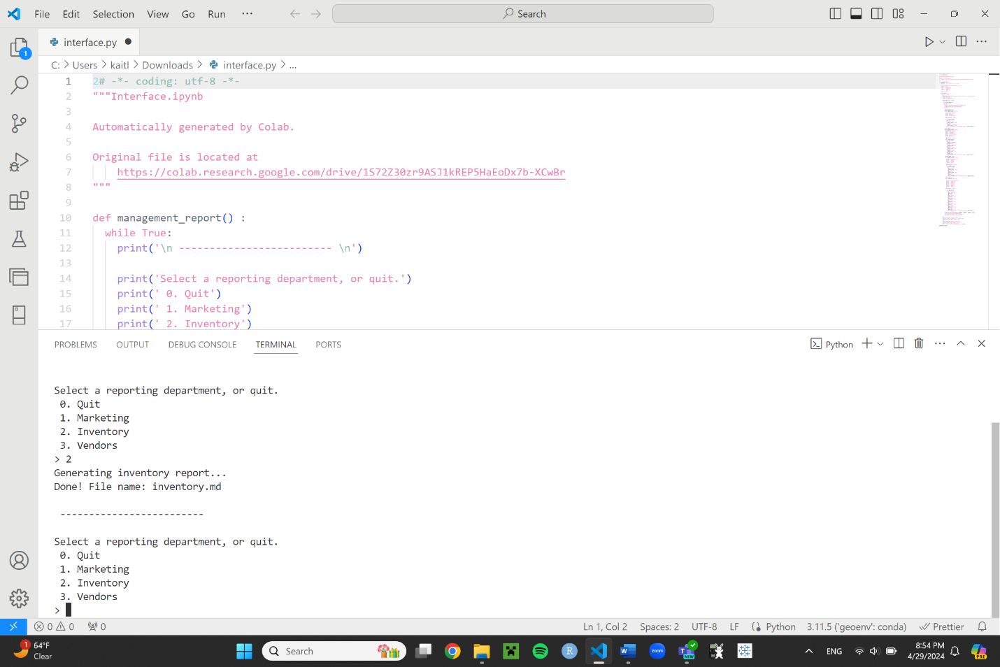 File Edit Selection View Go Run ··· Search
interface.py
C: > Users > kaitl > Downloads > interface.py > ...
1 2# -*- coding: utf-8 -*-
2 """Interface.ipynb
3
4 Automatically generated by Colab.
5
6 Original file is located at
7 https://colab.research.google.com/drive/1S72Z30zr9ASJ1kREP5HaEoDx7b-XCwBr
8 """
9
10 def management_report() :
11 while True:
12 print('\n ------------------------- \n')
13
14 print('Select a reporting department, or quit.')
15 print(' 0. Quit')
16 print(' 1. Marketing')
17 print(' 2. Inventory')
PROBLEMS OUTPUT DEBUG CONSOLE TERMINAL PORTS Python
Select a reporting department, or quit.
0. Quit
1. Marketing
2. Inventory
3. Vendors
> 2
Generating inventory report...
Done! File name: inventory.md
-------------------------
Select a reporting department, or quit.
0. Quit
1. Marketing
2. Inventory
3. Vendors
>
0 0 0 Ln 1, Col 2 Spaces: 2 UTF-8 LF Python 3.11.5 ('geoenv': conda) Prettier
1 64°F Clear Search ENG 8:54 PM
4/29/2024